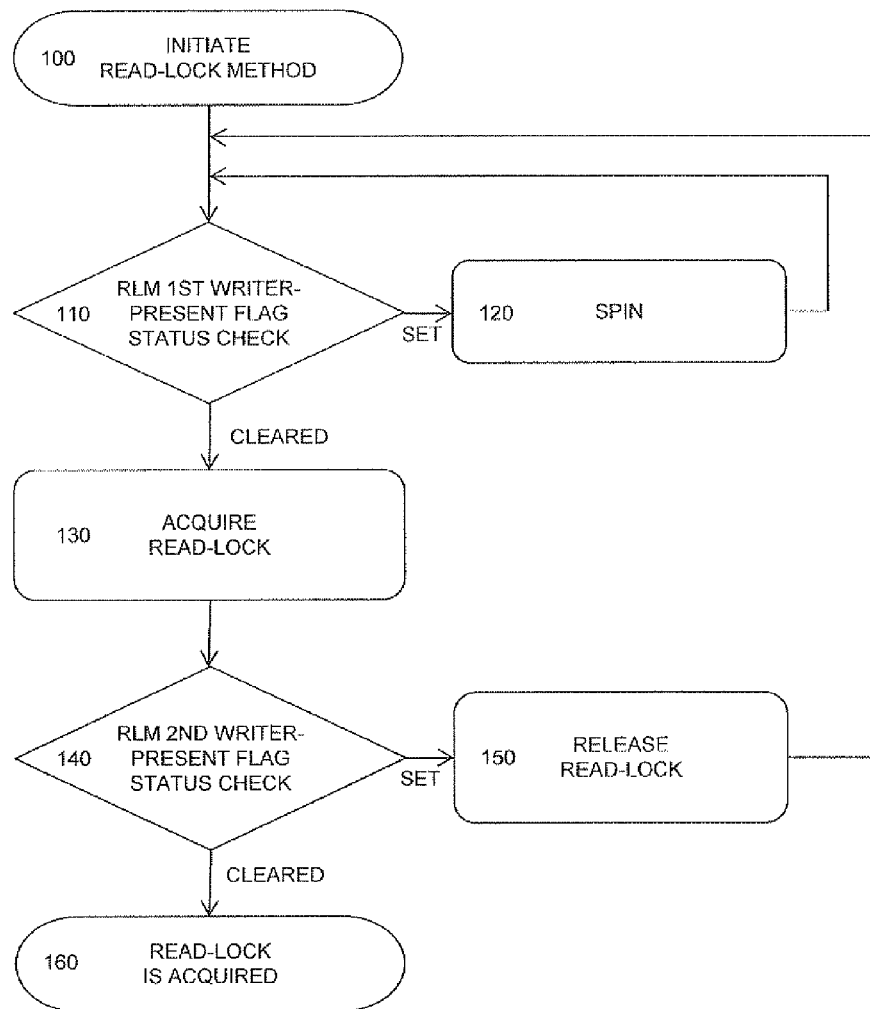 100
INITIATE
READ-LOCK METHOD
110
RLM 1ST WRITER-
PRESENT FLAG
STATUS CHECK
SET
120
SPIN
CLEARED
130
ACQUIRE
READ-LOCK
140
RLM 2ND WRITER-
PRESENT FLAG
STATUS CHECK
SET
150
RELEASE
READ-LOCK
CLEARED
160
READ-LOCK
IS ACQUIRED